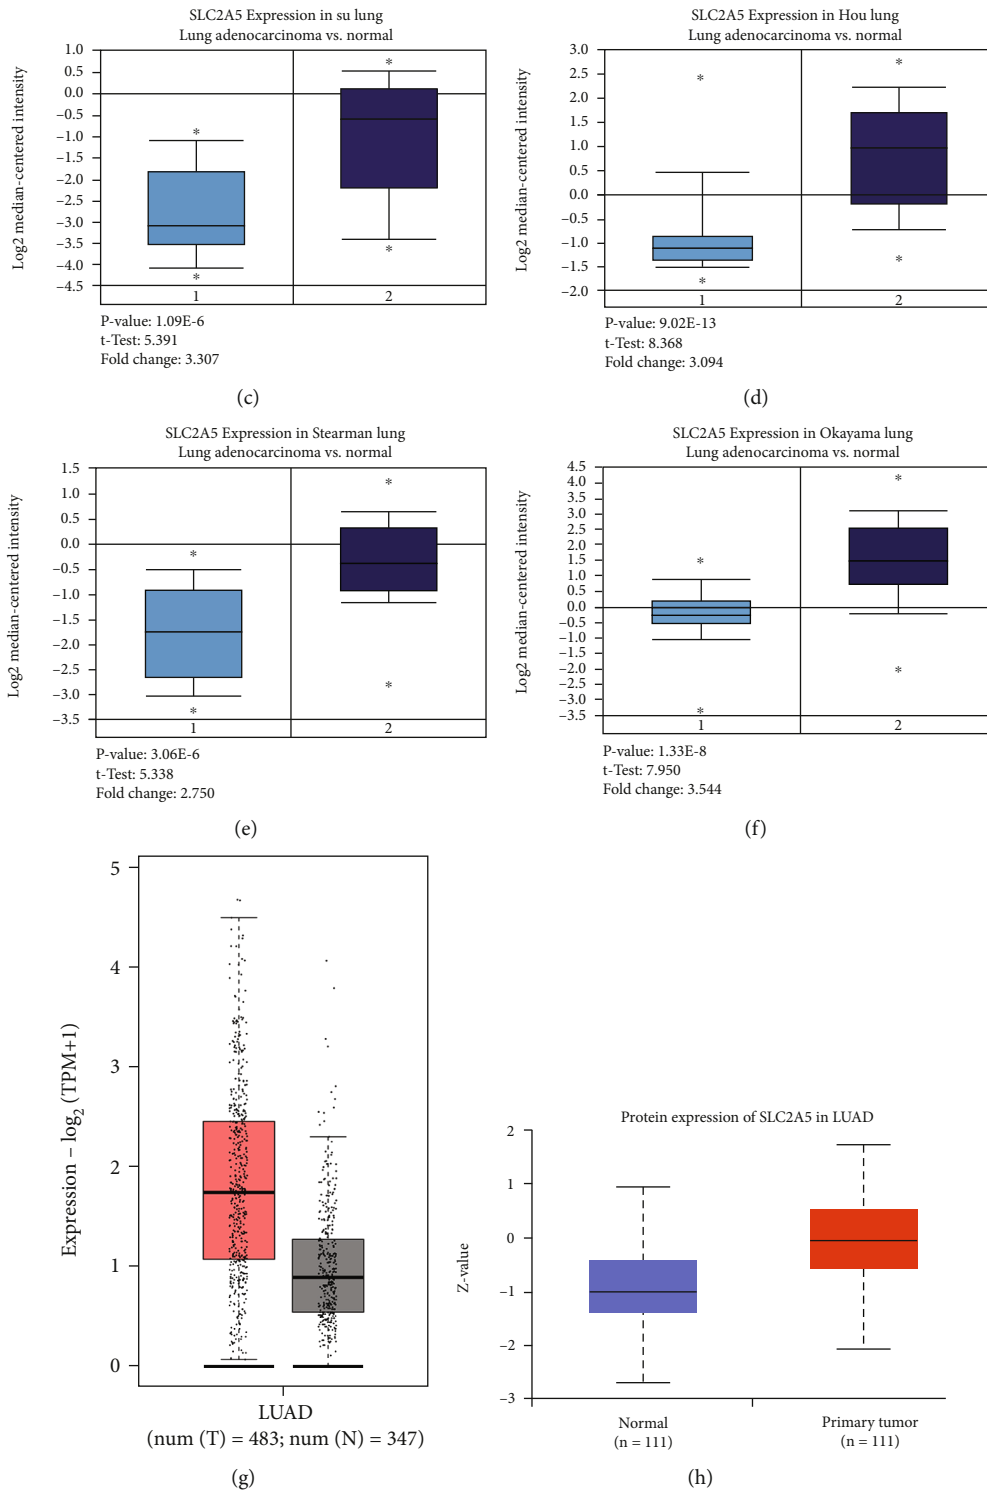 SLC2A5 Expression in su lung
Lung adenocarcinoma vs. normal
Log2 median-centered intensity
1.0
0.5
0.0
−0.5
−1.0
−1.5
−2.0
−2.5
−3.0
−3.5
−4.0
−4.5
1
2
P-value: 1.09E-6
t-Test: 5.391
Fold change: 3.307
(c)
SLC2A5 Expression in Hou lung
Lung adenocarcinoma vs. normal
Log2 median-centered intensity
3.0
2.5
2.0
1.5
1.0
0.5
0.0
−0.5
−1.0
−1.5
−2.0
1
2
P-value: 9.02E-13
t-Test: 8.368
Fold change: 3.094
(d)
SLC2A5 Expression in Stearman lung
Lung adenocarcinoma vs. normal
Log2 median-centered intensity
1.5
1.0
0.5
0.0
−0.5
−1.0
−1.5
−2.0
−2.5
−3.0
−3.5
1
2
P-value: 3.06E-6
t-Test: 5.338
Fold change: 2.750
(e)
SLC2A5 Expression in Okayama lung
Lung adenocarcinoma vs. normal
Log2 median-centered intensity
4.5
4.0
3.5
3.0
2.5
2.0
1.5
1.0
0.5
0.0
−0.5
−1.0
−1.5
−2.0
−2.5
−3.0
−3.5
1
2
P-value: 1.33E-8
t-Test: 7.950
Fold change: 3.544
(f)
Expression – log₂ (TPM+1)
5
4
3
2
1
0
LUAD
(num (T) = 483; num (N) = 347)
(g)
Protein expression of SLC2A5 in LUAD
Z-value
2
1
0
−1
−2
−3
Normal
(n = 111)
Primary tumor
(n = 111)
(h)